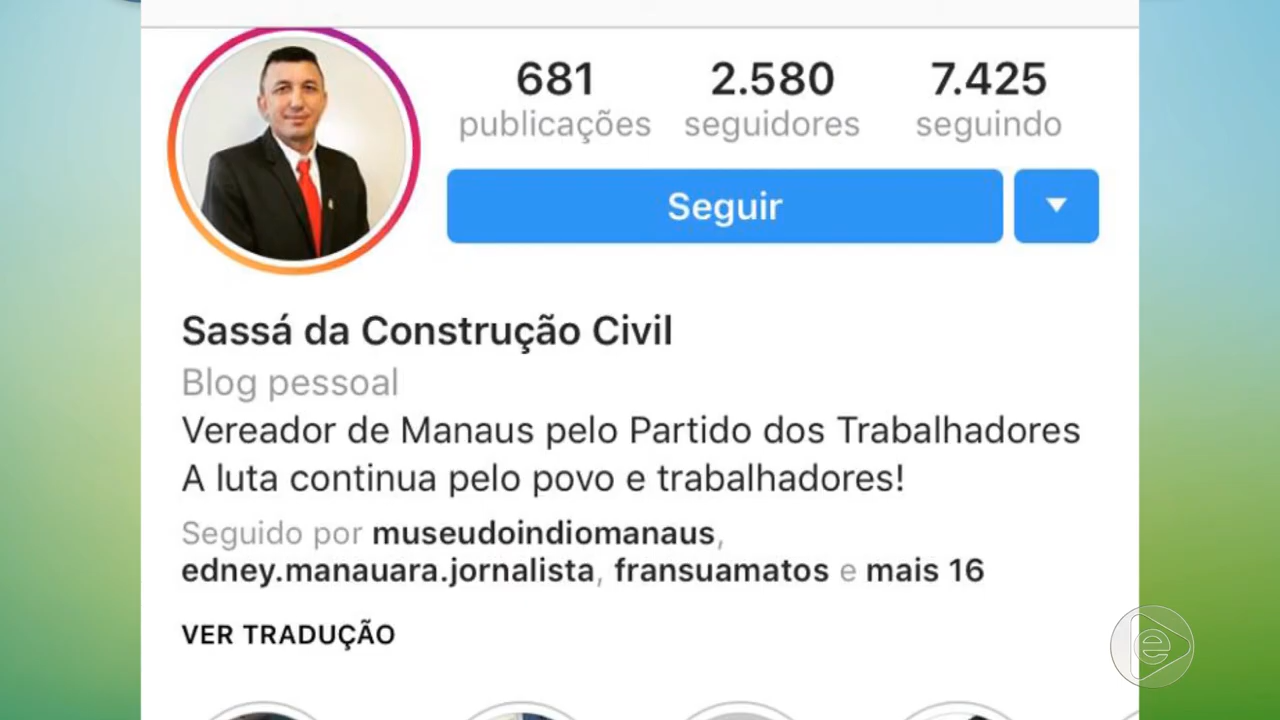 681 2.580 7.425
publicações seguidores seguindo
Seguir
Sassá da Construção Civil
Blog pessoal
Vereador de Manaus pelo Partido dos Trabalhadores
A luta continua pelo povo e trabalhadores!
Seguido por museudoindiomanaus,
edney.manauara.jornalista, fransuamatos e mais 16
VER TRADUÇÃO
e